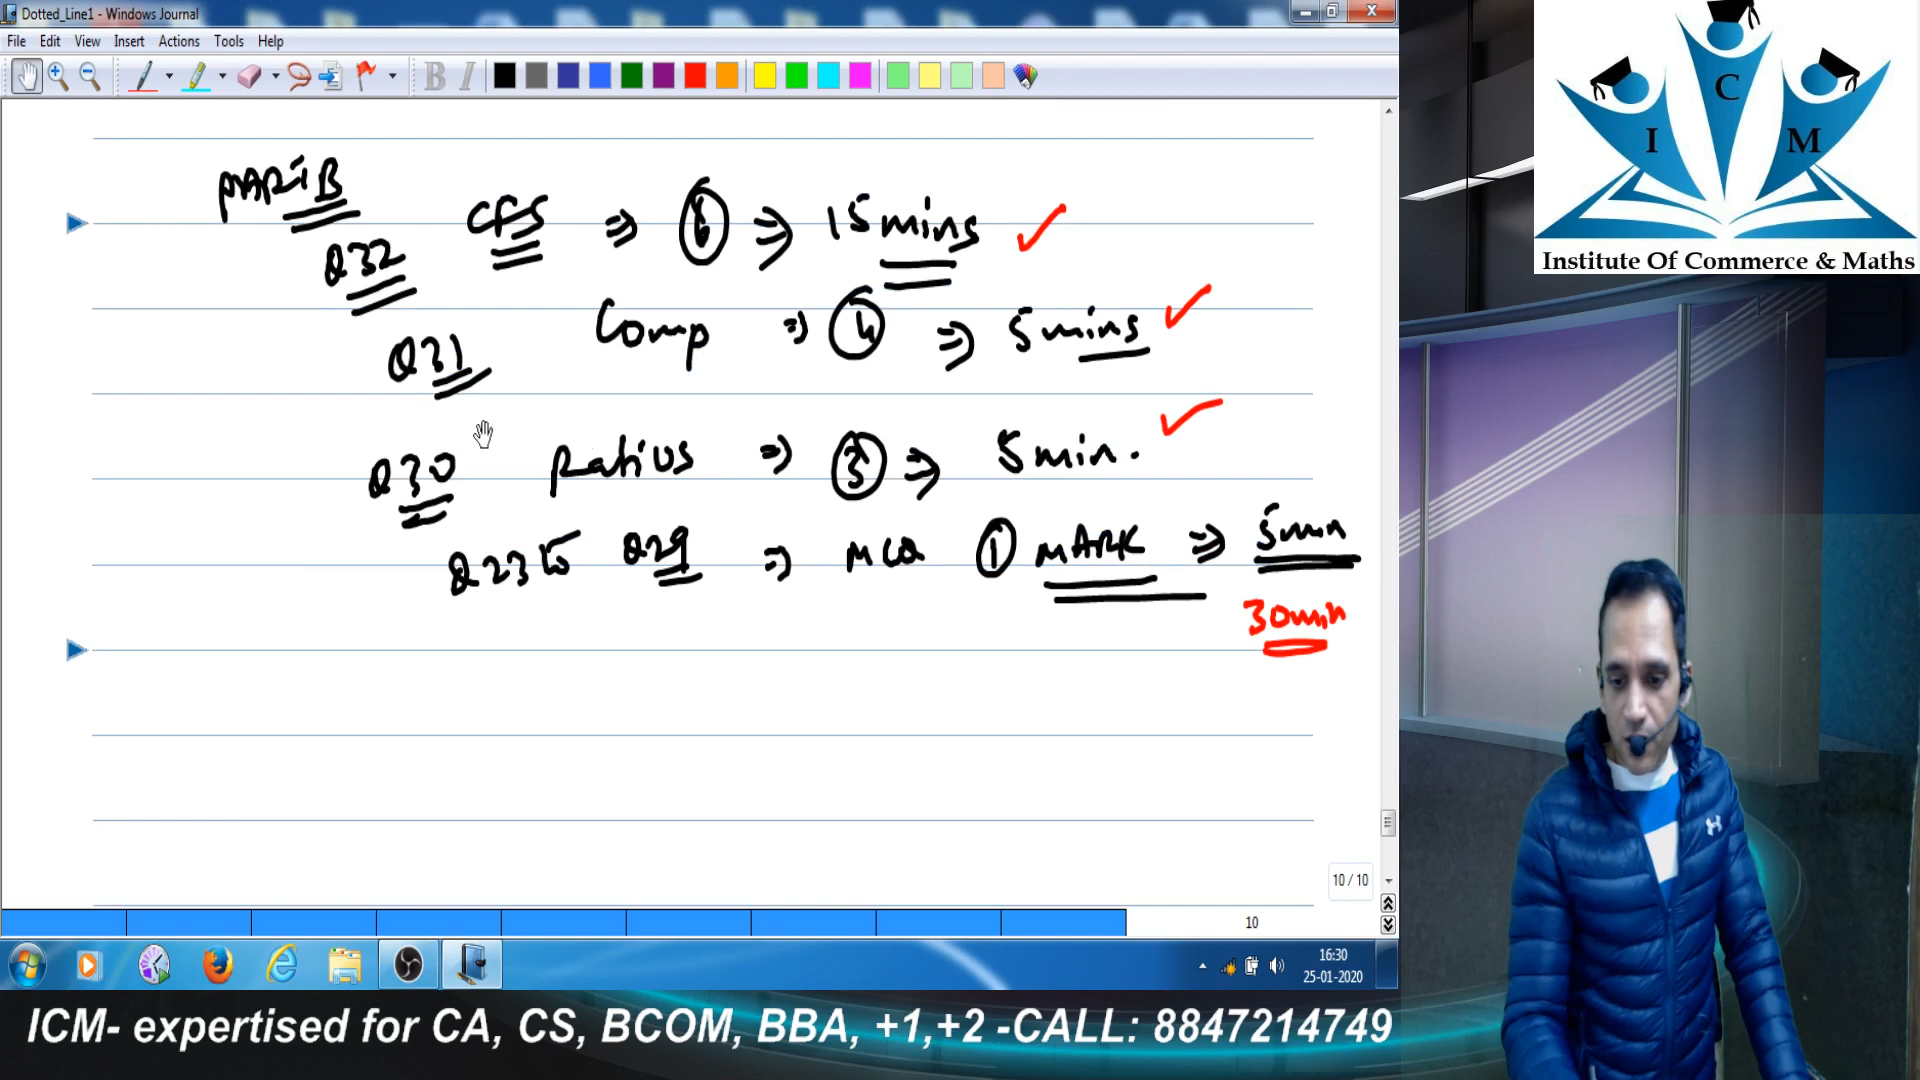 Dotted_Line1 - Windows Journal
File Edit View Insert Actions Tools Help
B I
PART B
Q32 CFS ⇒ 6 ⇒ 15 mins ✓
Q31 Comp ⇒ 4 ⇒ 5 mins ✓
Q30 Ratios ⇒ 3 ⇒ 5 min. ✓
Q23 to Q29 ⇒ MCQ 1 MARK ⇒ 5 min
30 min
10 / 10
10
16:30
25-01-2020
I C M
Institute Of Commerce & Maths
ICM- expertised for CA, CS, BCOM, BBA, +1,+2 -CALL: 8847214749